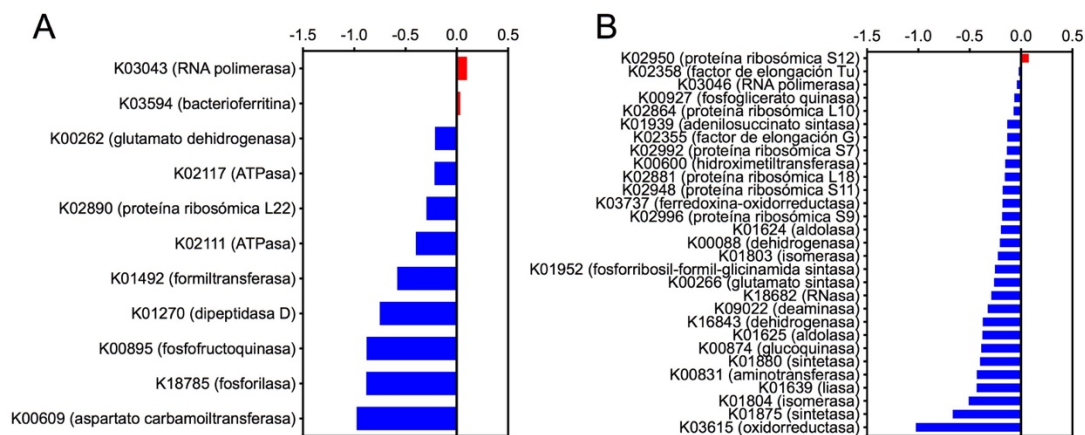 A
-1.5 -1.0 -0.5 0.0 0.5
K03043 (RNA polimerasa)
K03594 (bacterioferritina)
K00262 (glutamato dehidrogenasa)
K02117 (ATPasa)
K02890 (proteína ribosómica L22)
K02111 (ATPasa)
K01492 (formiltransferasa)
K01270 (dipeptidasa D)
K00895 (fosfofructoquinasa)
K18785 (fosforilasa)
K00609 (aspartato carbamoiltransferasa)
B
-1.5 -1.0 -0.5 0.0 0.5
K02950 (proteína ribosómica S12)
K02358 (factor de elongación Tu)
K03046 (RNA polimerasa)
K00927 (fosfoglicerato quinasa)
K02864 (proteína ribosómica L10)
K01939 (adenilosuccinato sintasa)
K02355 (factor de elongación G)
K02992 (proteína ribosómica S7)
K00600 (hidroximetiltransferasa)
K02881 (proteína ribosómica L18)
K02948 (proteína ribosómica S11)
K03737 (ferredoxina-oxidorreductasa)
K02996 (proteína ribosómica S9)
K01624 (aldolasa)
K00088 (dehidrogenasa)
K01803 (isomerasa)
K01952 (fosforribosil-formil-glicinamida sintasa)
K00266 (glutamato sintasa)
K18682 (RNasa)
K09022 (deaminasa)
K16843 (dehidrogenasa)
K01625 (aldolasa)
K00874 (glucoquinasa)
K01880 (sintetasa)
K00831 (aminotransferasa)
K01639 (liasa)
K01804 (isomerasa)
K01875 (sintetasa)
K03615 (oxidorreductasa)